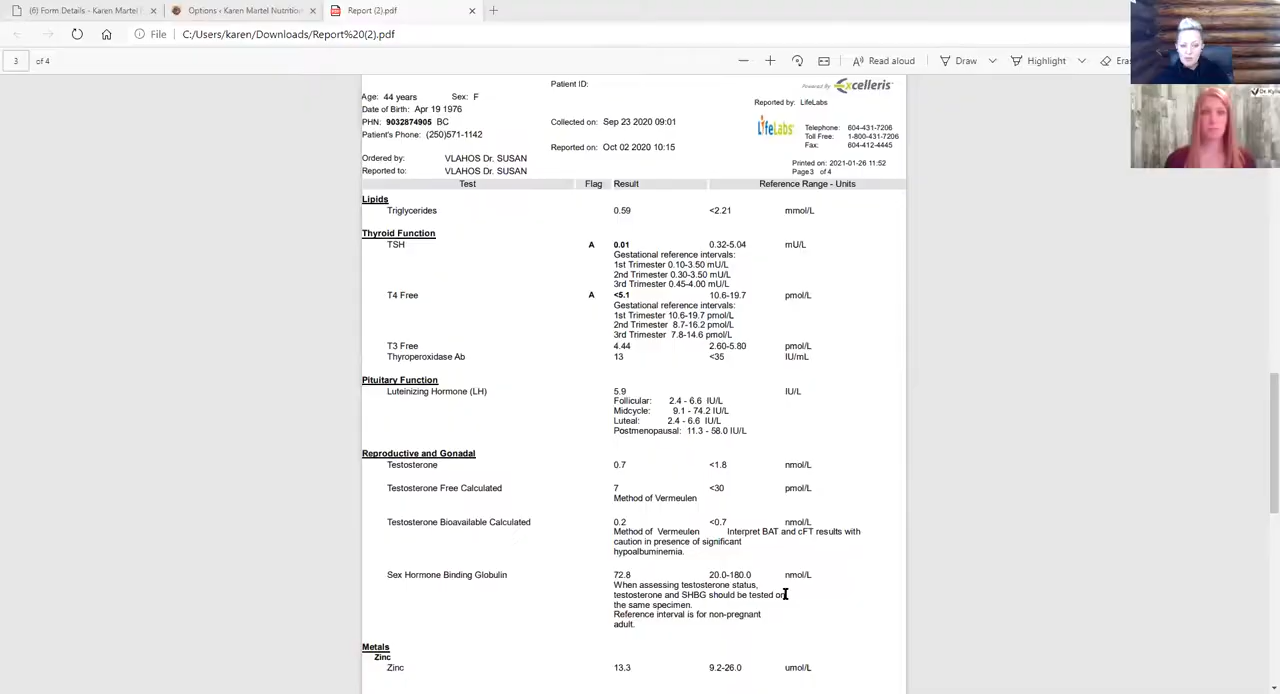 (6) Form Details - Karen Martel
Options ‹ Karen Martel Nutrition
Report (2).pdf
File
C:/Users/karen/Downloads/Report%20(2).pdf
3 of 4
Read aloud
Draw
Highlight
Patient ID:
Powered By Excelleris
Age: 44 years Sex: F
Reported by: LifeLabs
Date of Birth: Apr 19 1976
PHN: 9032874905 BC
Collected on: Sep 23 2020 09:01
LifeLabs
Telephone: 604-431-7206
Patient's Phone: (250)571-1142
Toll Free: 1-800-431-7206
Fax: 604-412-4445
Reported on: Oct 02 2020 10:15
Ordered by: VLAHOS Dr. SUSAN
Printed on: 2021-01-26 11:52
Reported to: VLAHOS Dr. SUSAN
Page 3 of 4
Test Flag Result Reference Range - Units
Lipids
Triglycerides 0.59 <2.21 mmol/L
Thyroid Function
TSH A 0.01 0.32-5.04 mU/L
Gestational reference intervals:
1st Trimester 0.10-3.50 mU/L
2nd Trimester 0.30-3.50 mU/L
3rd Trimester 0.45-4.00 mU/L
T4 Free A <5.1 10.6-19.7 pmol/L
Gestational reference intervals:
1st Trimester 10.6-19.7 pmol/L
2nd Trimester 8.7-16.2 pmol/L
3rd Trimester 7.8-14.6 pmol/L
T3 Free 4.44 2.60-5.80 pmol/L
Thyroperoxidase Ab 13 <35 IU/mL
Pituitary Function
Luteinizing Hormone (LH) 5.9 IU/L
Follicular: 2.4 - 6.6 IU/L
Midcycle: 9.1 - 74.2 IU/L
Luteal: 2.4 - 6.6 IU/L
Postmenopausal: 11.3 - 58.0 IU/L
Reproductive and Gonadal
Testosterone 0.7 <1.8 nmol/L
Testosterone Free Calculated 7 <30 pmol/L
Method of Vermeulen
Testosterone Bioavailable Calculated 0.2 <0.7 nmol/L
Method of Vermeulen Interpret BAT and cFT results with
caution in presence of significant
hypoalbuminemia.
Sex Hormone Binding Globulin 72.8 20.0-180.0 nmol/L
When assessing testosterone status,
testosterone and SHBG should be tested on
the same specimen.
Reference interval is for non-pregnant
adult.
Metals
Zinc
Zinc 13.3 9.2-26.0 umol/L